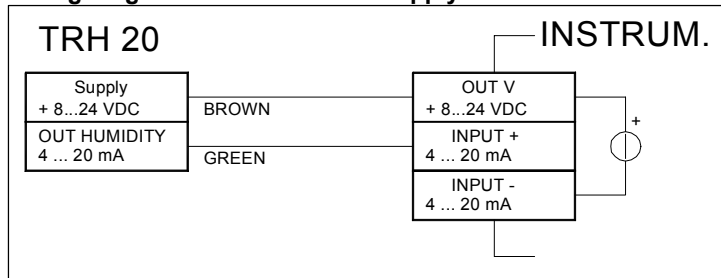 TRH 20
INSTRUM.
Supply
+ 8...24 VDC
OUT HUMIDITY
4 ... 20 mA
BROWN
GREEN
OUT V
+ 8...24 VDC
INPUT +
4 ... 20 mA
INPUT -
4 ... 20 mA
+